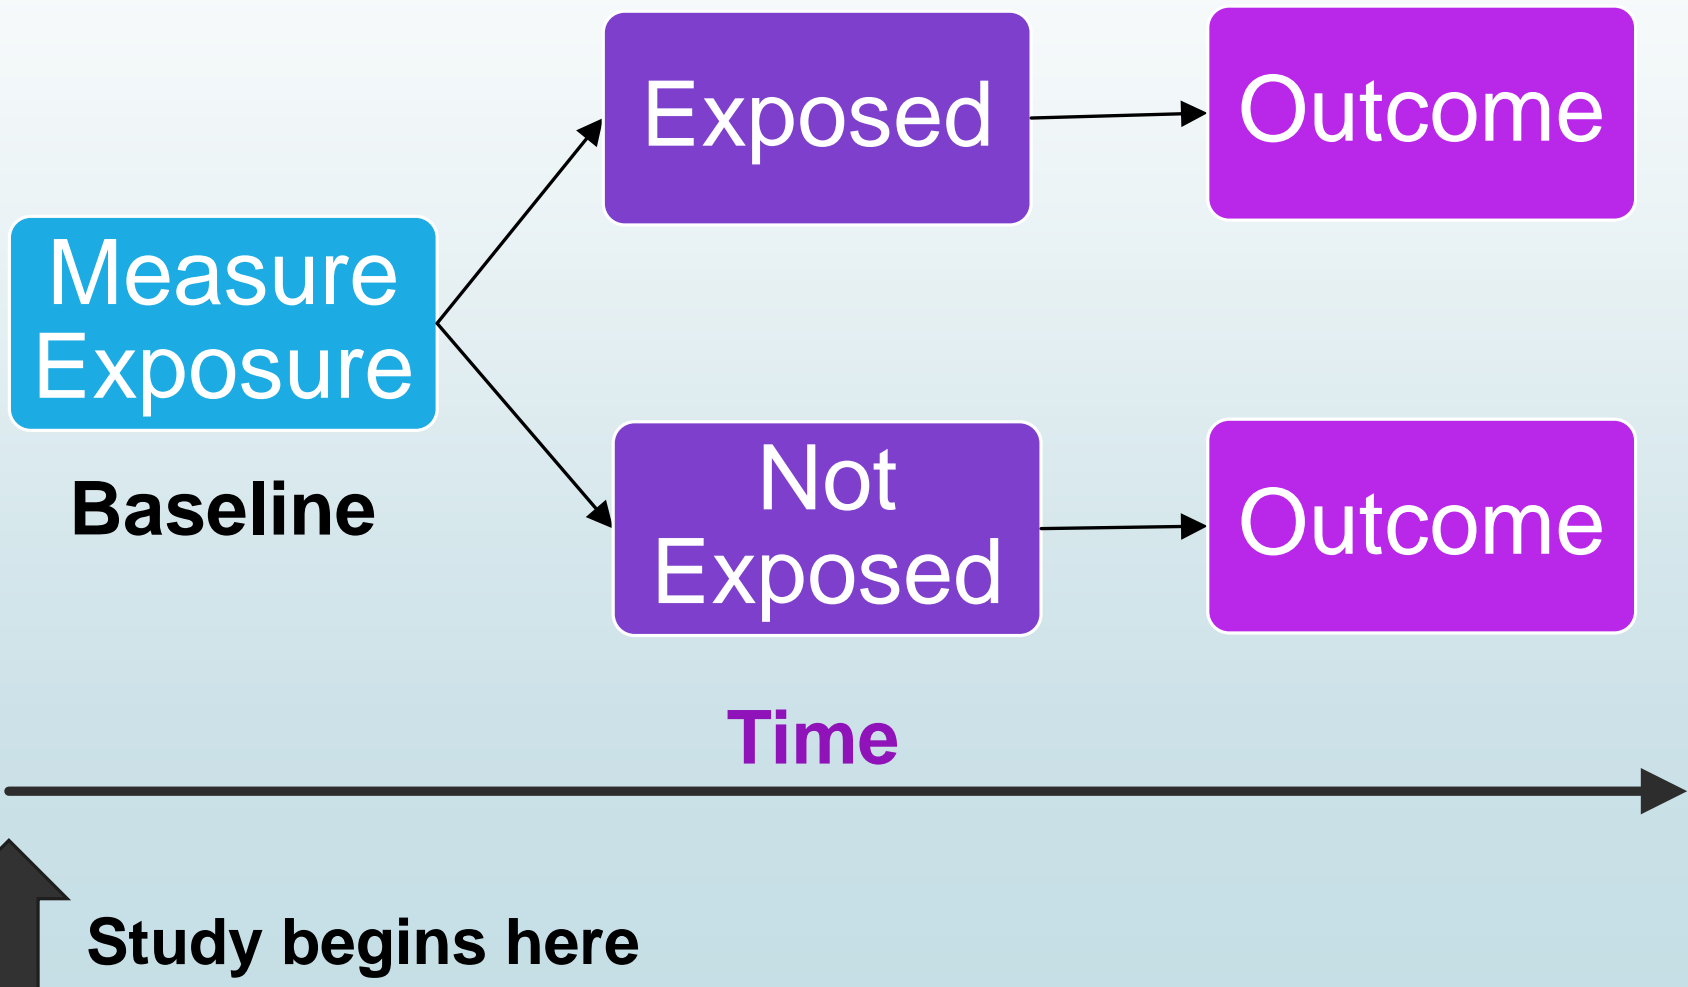 Exposed
Outcome
Measure
Exposure
Baseline
Not
Exposed
Outcome
Time
Study begins here